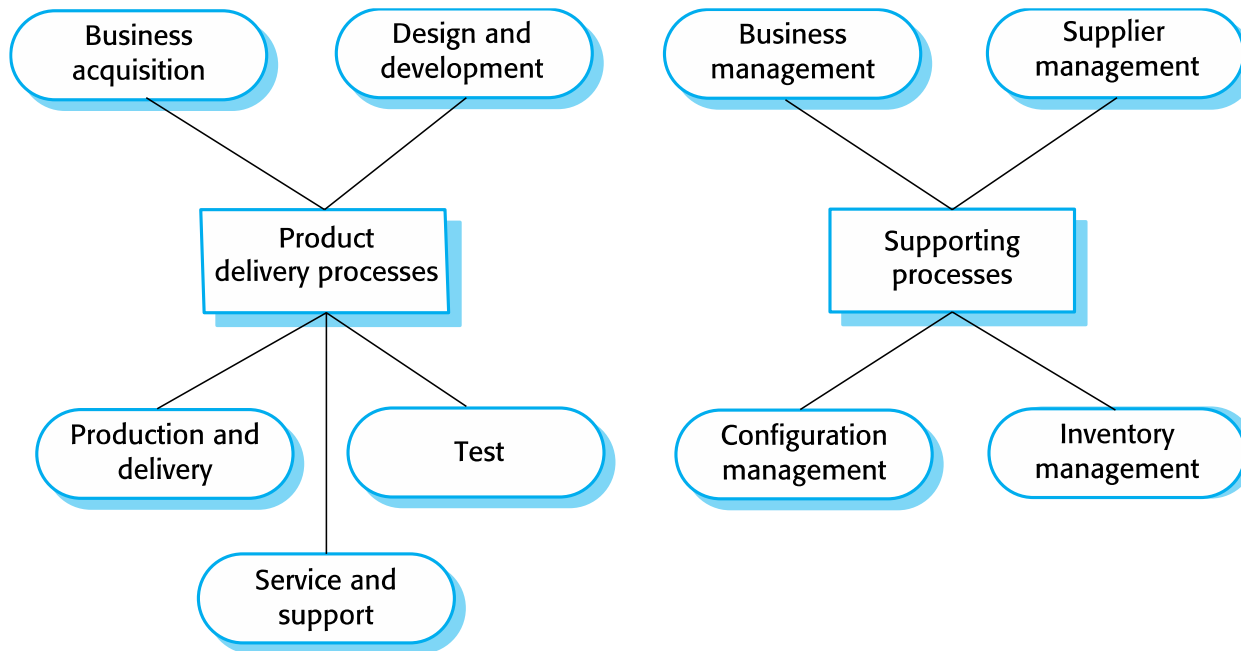 Business
acquisition
Design and
development
Business
management
Supplier
management
Product
delivery processes
Supporting
processes
Production and
delivery
Test
Configuration
management
Inventory
management
Service and
support